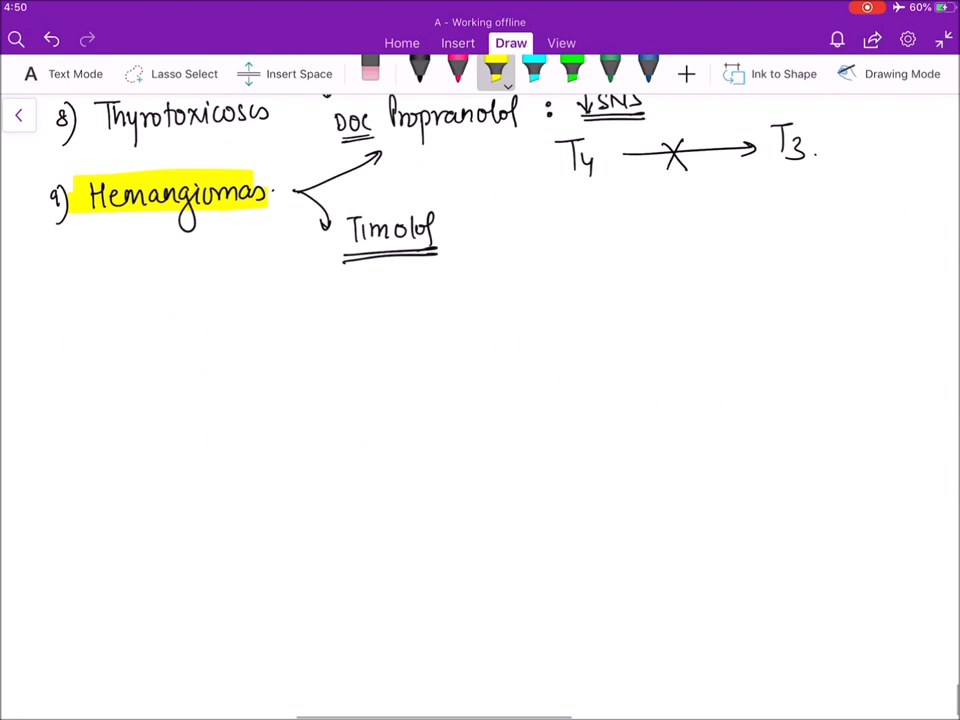 4:50
60%
A - Working offline
Home Insert Draw View
A Text Mode Lasso Select Insert Space Ink to Shape Drawing Mode
8) Thyrotoxicosis DOC Propranolol : ↓SNS
T4 → T3.
9) Hemangiomas
Timolol